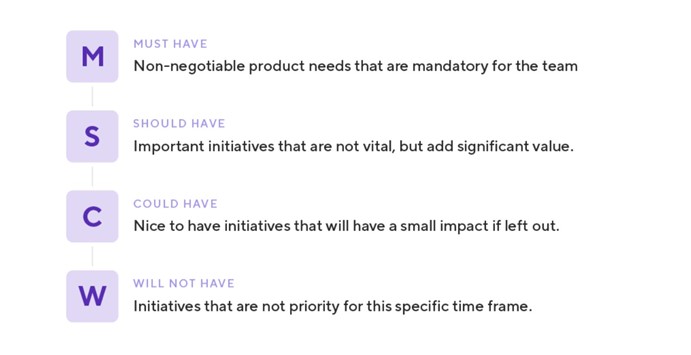 M
MUST HAVE
Non-negotiable product needs that are mandatory for the team
S
SHOULD HAVE
Important initiatives that are not vital, but add significant value.
C
COULD HAVE
Nice to have initiatives that will have a small impact if left out.
W
WILL NOT HAVE
Initiatives that are not priority for this specific time frame.